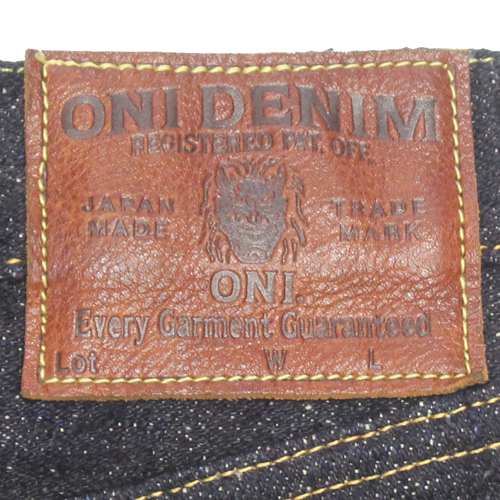 ONI DENIM
REGISTERED PAT. OFF.
JAPAN TRADE
MADE MARK
ONI.
Every Garment Guaranteed
Lot W L